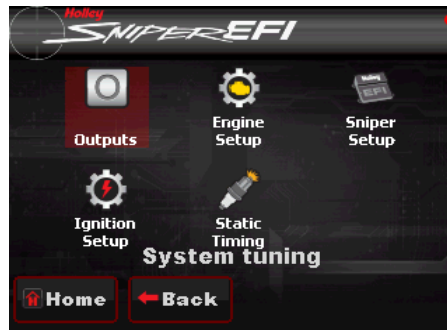 Holley
SNIPER EFI
O
Outputs
Engine
Setup
Holley
EFI
Sniper
Setup
Ignition
Setup
Static
Timing
System tuning
Home
Back